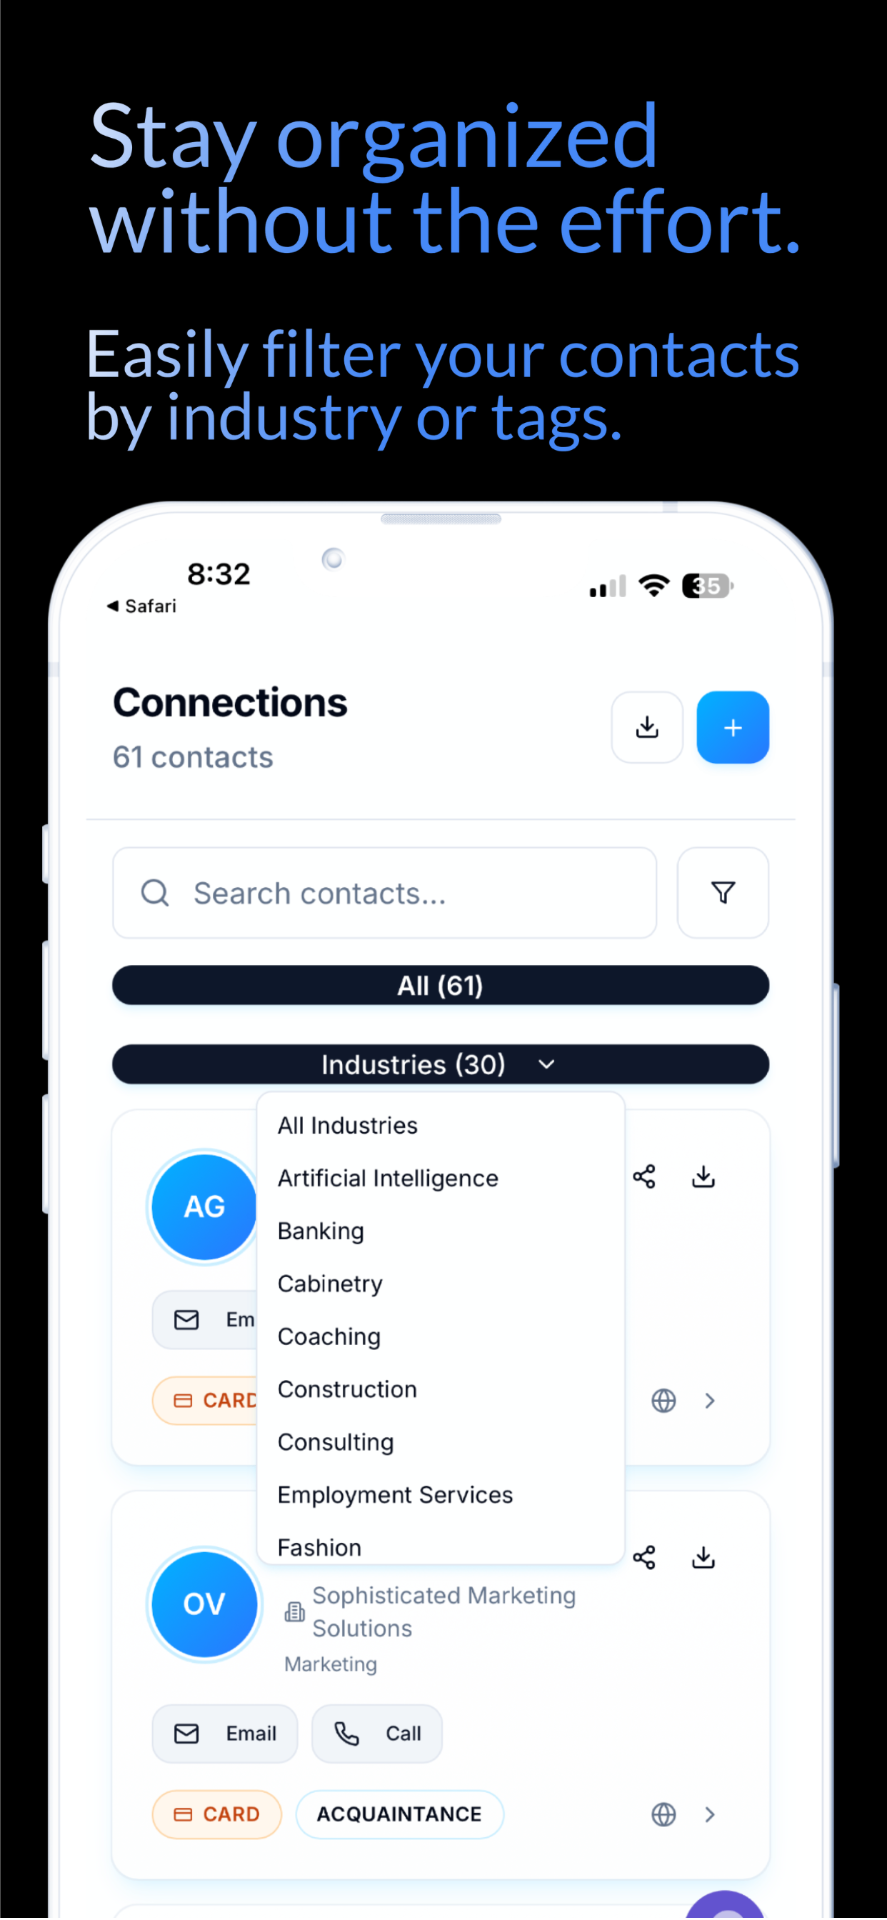 Stay organized
without the effort.
Easily filter your contacts
by industry or tags.
8:32
35
◀ Safari
Connections
61 contacts
Search contacts...
All (61)
Industries (30)
All Industries
Artificial Intelligence
AG
Banking
Cabinetry
Em
Coaching
Construction
CARD
Consulting
Employment Services
Fashion
OV
Sophisticated Marketing
Solutions
Marketing
Email
Call
CARD
ACQUAINTANCE